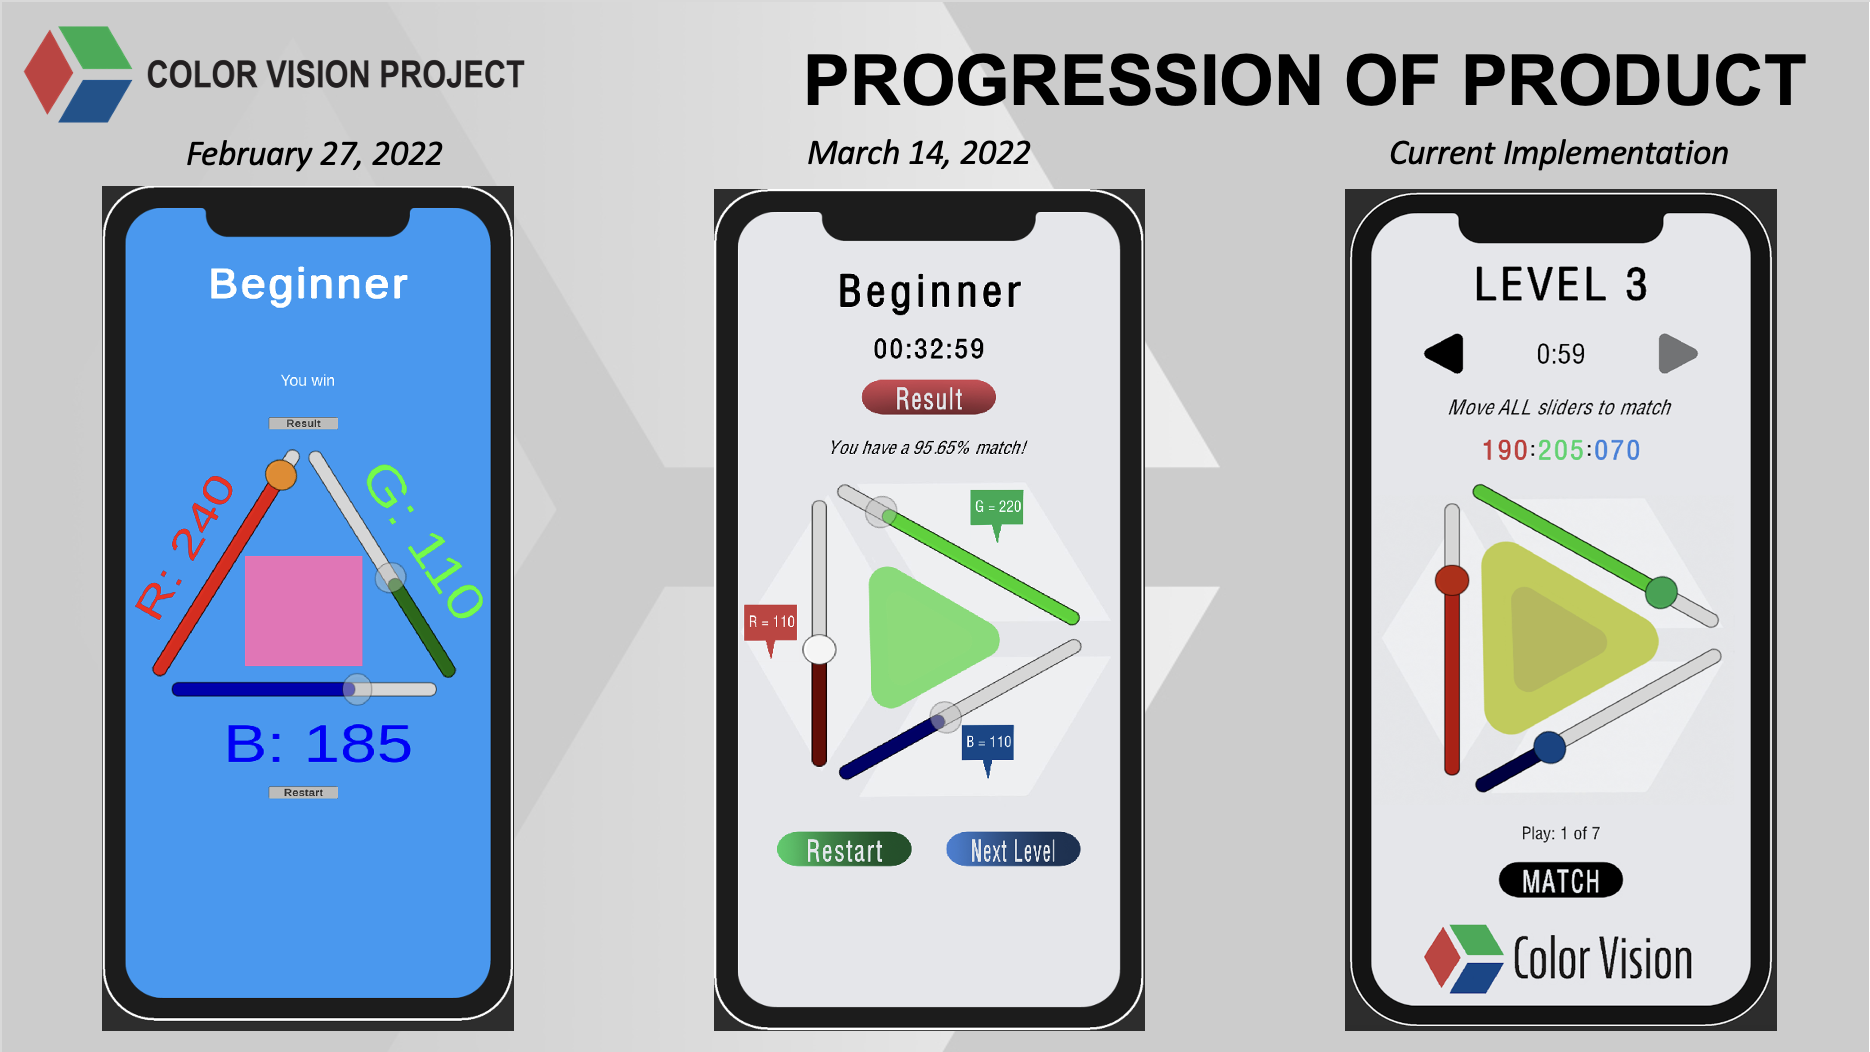 COLOR VISION PROJECT
PROGRESSION OF PRODUCT
February 27, 2022
Beginner
You win
Result
R: 240
G: 110
B: 185
Restart
March 14, 2022
Beginner
00:32:59
Result
You have a 95.65% match!
G = 220
R = 110
B = 110
Restart
Next Level
Current Implementation
LEVEL 3
0:59
Move ALL sliders to match
190:205:070
Play: 1 of 7
MATCH
Color Vision